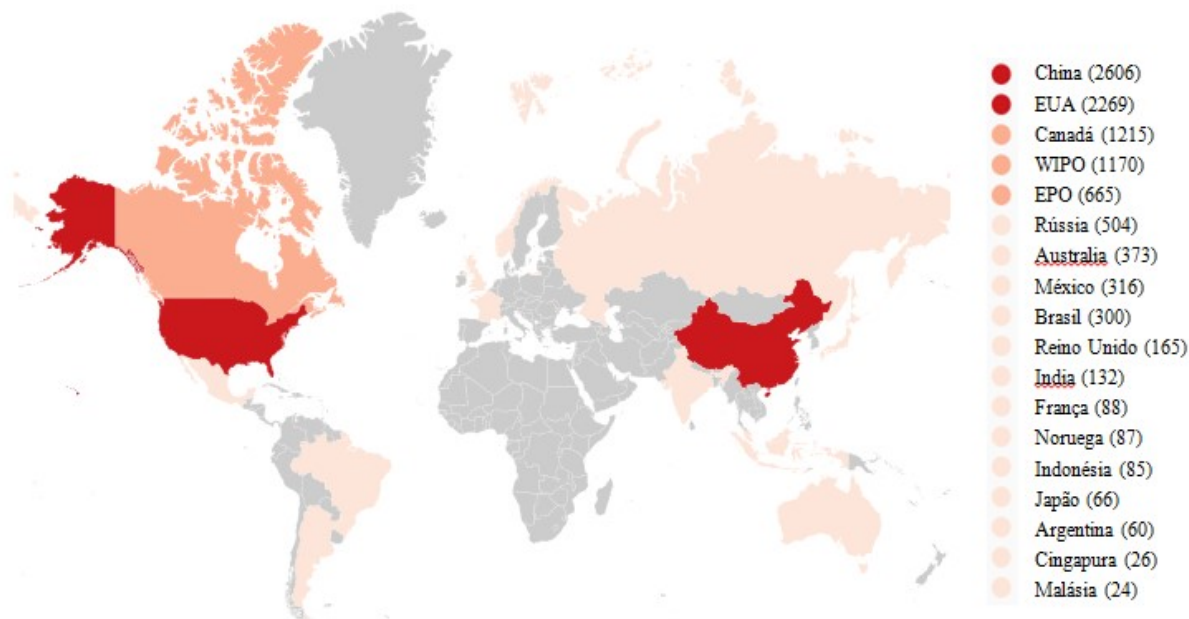 China (2606)
EUA (2269)
Canadá (1215)
WIPO (1170)
EPO (665)
Rússia (504)
Australia (373)
México (316)
Brasil (300)
Reino Unido (165)
India (132)
França (88)
Noruega (87)
Indonésia (85)
Japão (66)
Argentina (60)
Cingapura (26)
Malásia (24)